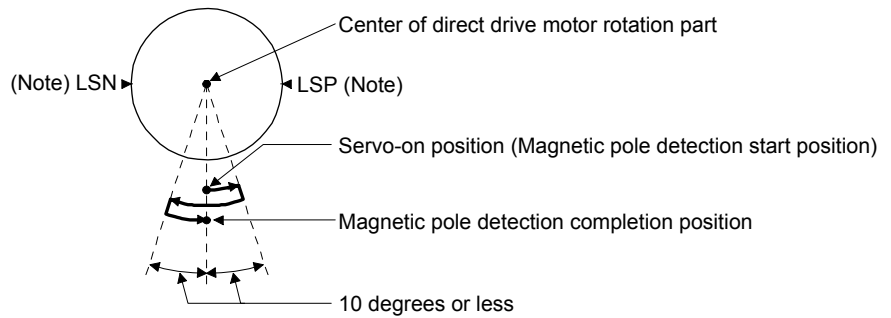 Center of direct drive motor rotation part
(Note) LSN
LSP (Note)
Servo-on position (Magnetic pole detection start position)
Magnetic pole detection completion position
10 degrees or less